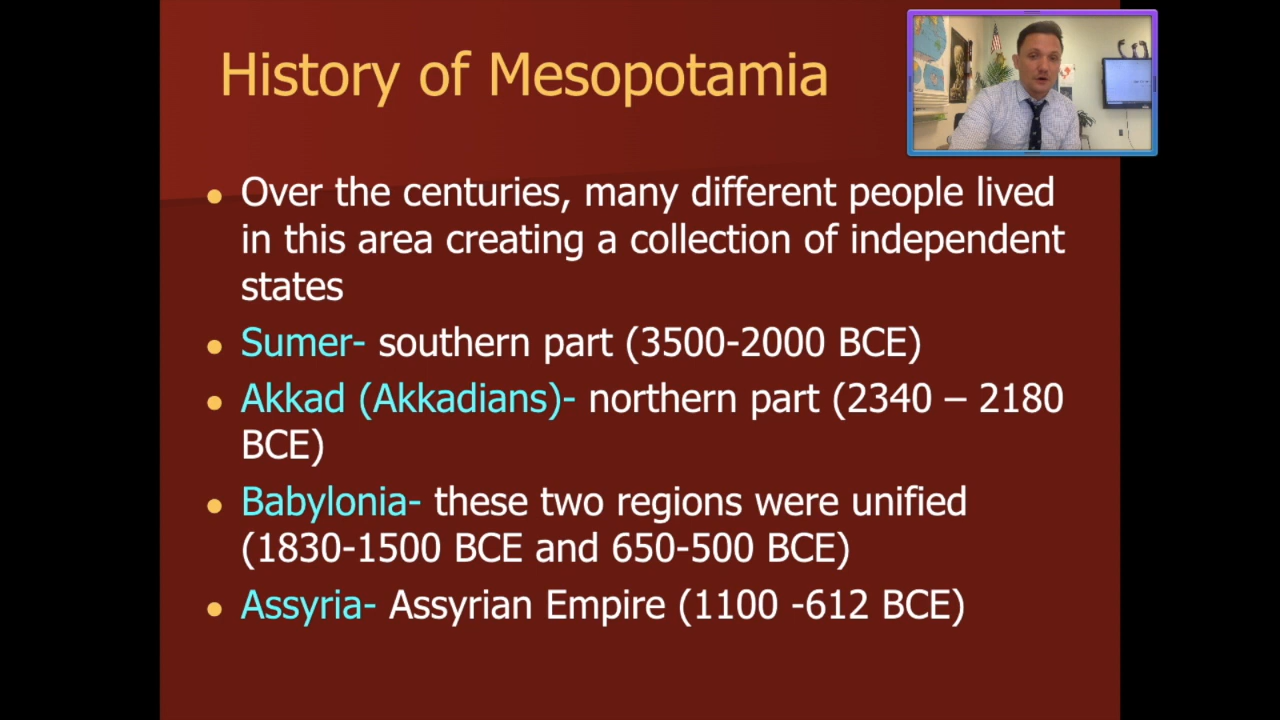 History of Mesopotamia
Over the centuries, many different people lived
in this area creating a collection of independent
states
Sumer- southern part (3500-2000 BCE)
Akkad (Akkadians)- northern part (2340 – 2180
BCE)
Babylonia- these two regions were unified
(1830-1500 BCE and 650-500 BCE)
Assyria- Assyrian Empire (1100 -612 BCE)